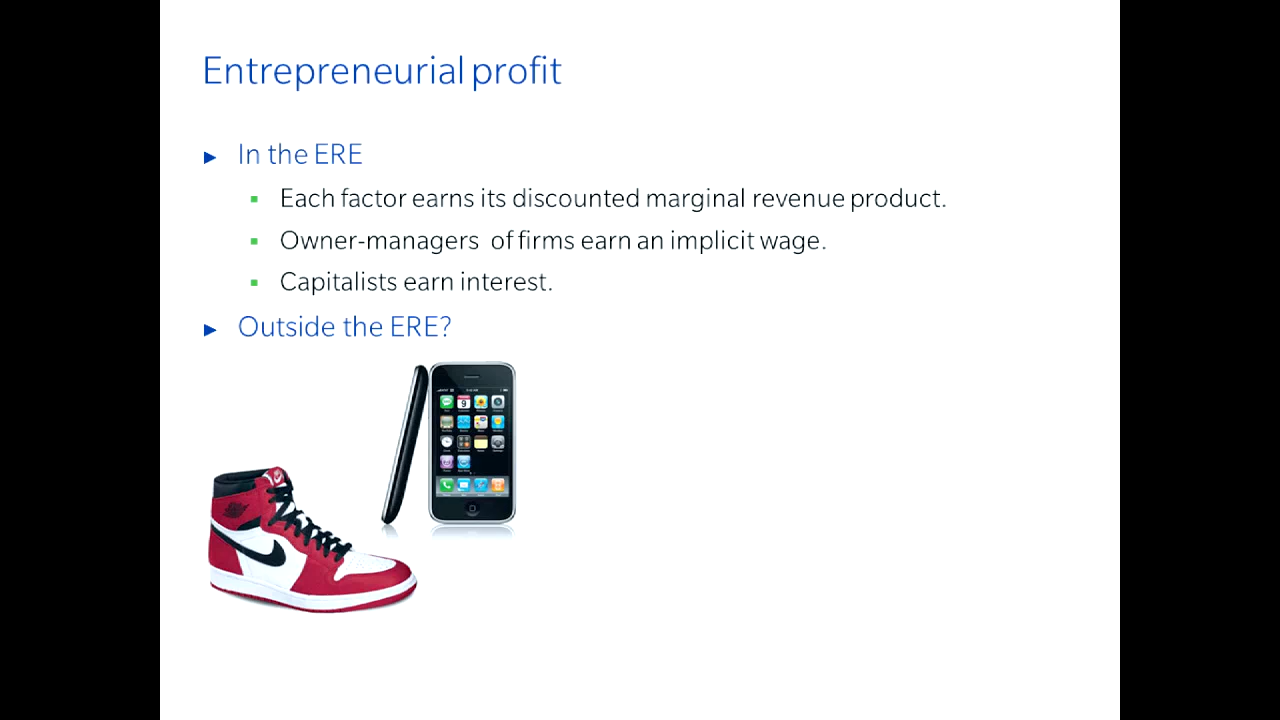 Entrepreneurial profit
► In the ERE
▪ Each factor earns its discounted marginal revenue product.
▪ Owner-managers of firms earn an implicit wage.
▪ Capitalists earn interest.
► Outside the ERE?
9